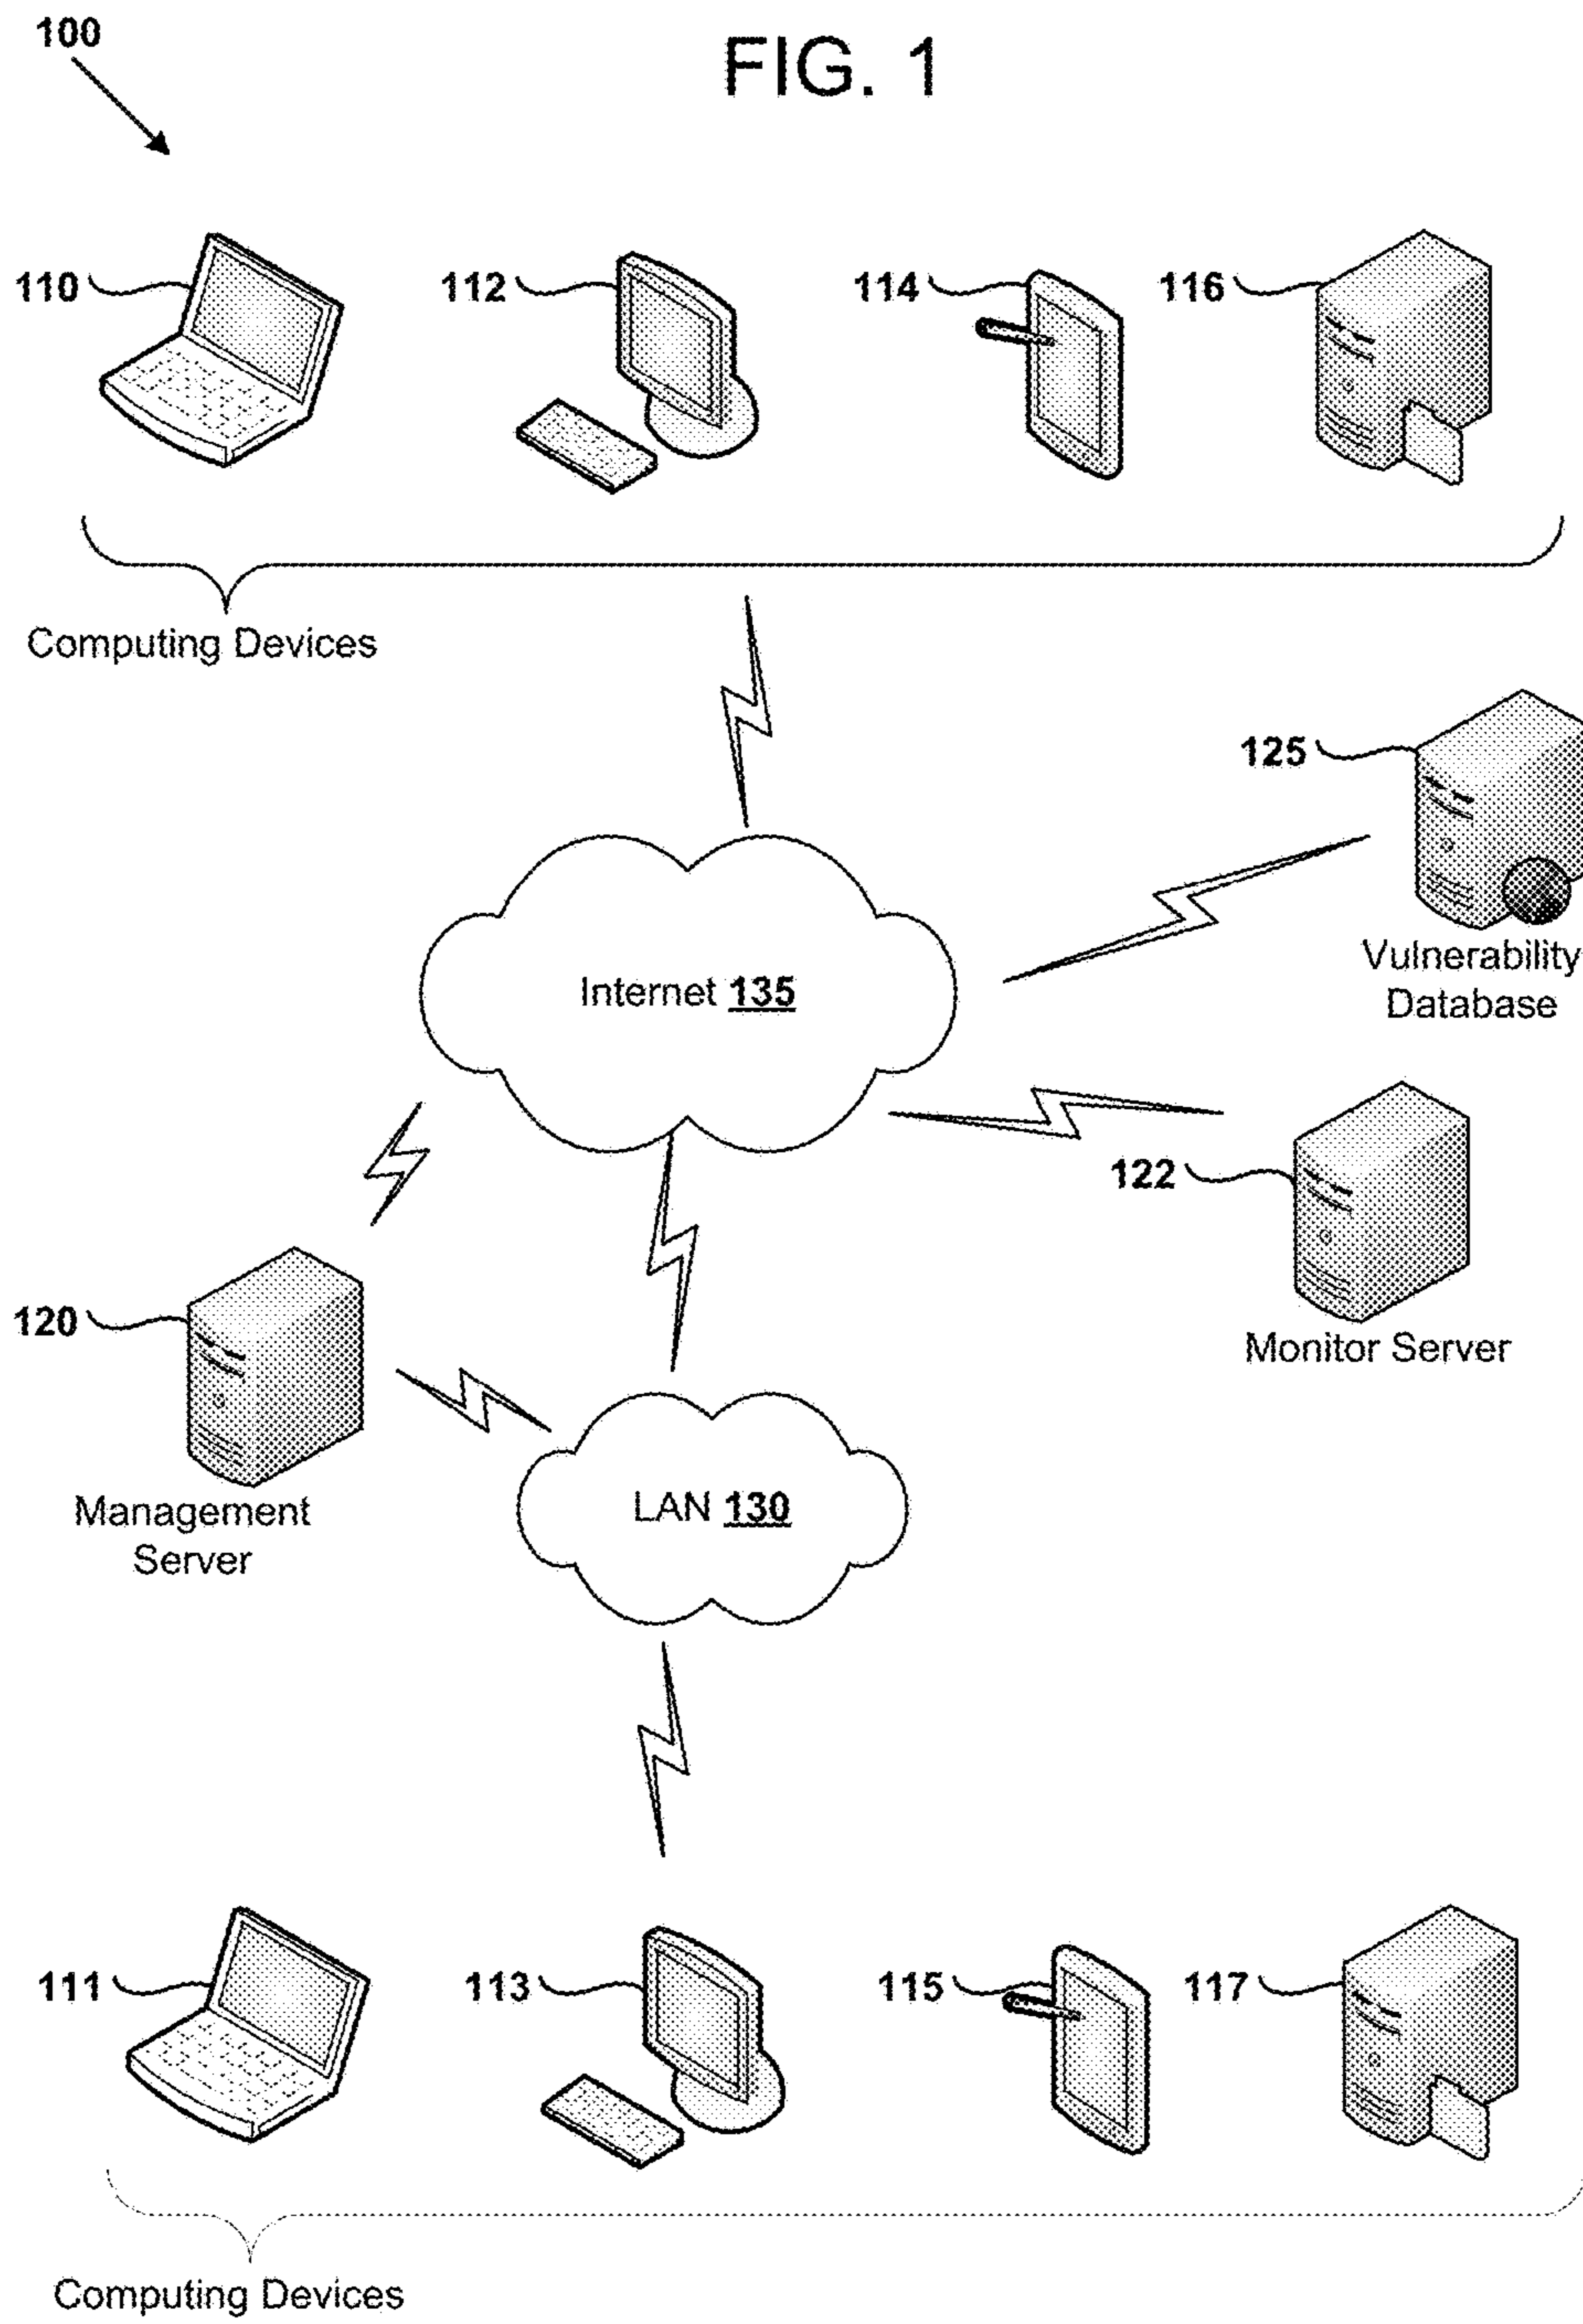 100
FIG. 1
110
112
114
116
Computing Devices
125
Vulnerability
Database
Internet 135
122
Monitor Server
120
Management
Server
LAN 130
111
113
115
117
Computing Devices